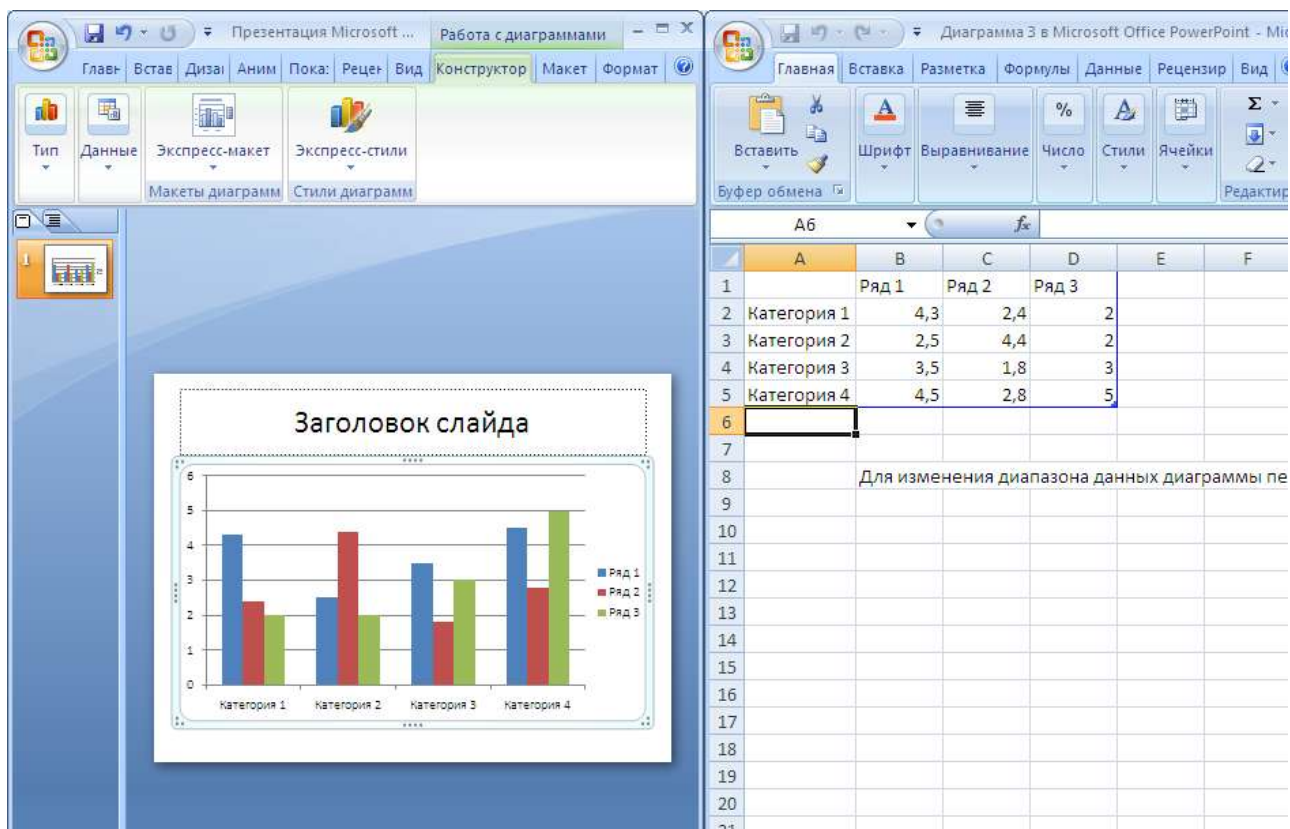 Презентация Microsoft ...
Работа с диаграммами
Главн Встав Дизай Аним Пока: Рецен Вид Конструктор Макет Формат
Тип Данные Экспресс-макет Экспресс-стили
Макеты диаграмм Стили диаграмм
1
Заголовок слайда
6
5
4
3
2
1
0
Категория 1 Категория 2 Категория 3 Категория 4
Ряд 1
Ряд 2
Ряд 3
Диаграмма 3 в Microsoft Office PowerPoint - Mic
Главная Вставка Разметка Формулы Данные Рецензир Вид
Вставить Шрифт Выравнивание Число Стили Ячейки
Буфер обмена Редактир
A6 fx
A B C D E F
1 Ряд 1 Ряд 2 Ряд 3
2 Категория 1 4,3 2,4 2
3 Категория 2 2,5 4,4 2
4 Категория 3 3,5 1,8 3
5 Категория 4 4,5 2,8 5
6
7
8 Для изменения диапазона данных диаграммы пе
9
10
11
12
13
14
15
16
17
18
19
20